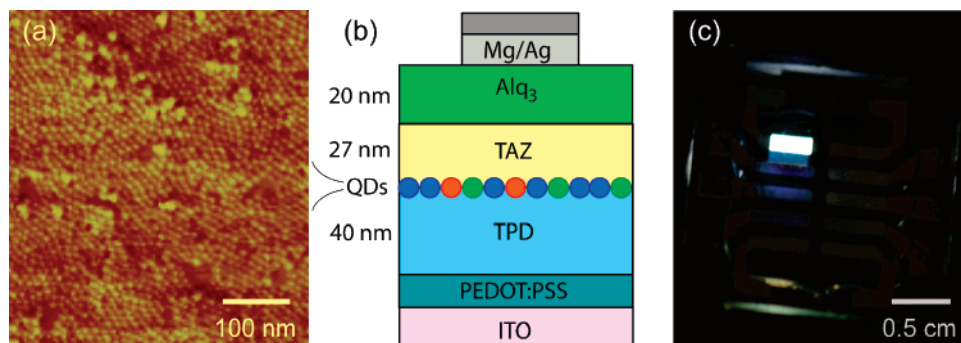 (a)
100 nm
(b)
Mg/Ag
20 nm
Alq₃
27 nm
TAZ
QDs
40 nm
TPD
PEDOT:PSS
ITO
(c)
0.5 cm